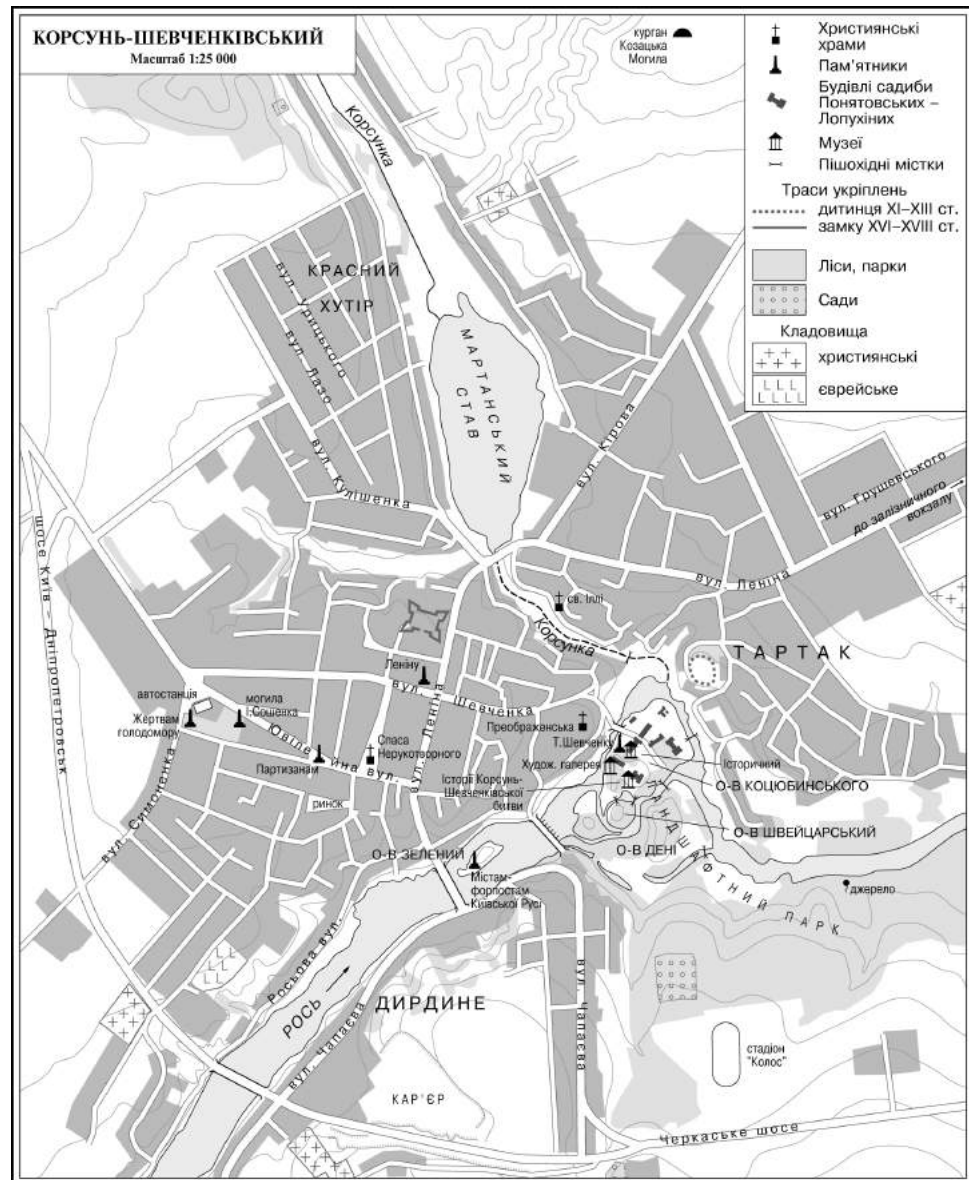 КОРСУНЬ-ШЕВЧЕНКІВСЬКИЙ
Масштаб 1:25 000
курган
Козацька
Могила
Християнські
храми
Пам'ятники
Будівлі садиби
Понятовських –
Лопухіних
Музеї
Пішохідні містки
Траси укріплень
дитинця XI–XIII ст.
замку XVI–XVIII ст.
Ліси, парки
Сади
Кладовища
християнські
єврейське
Корсунка
КРАСНИЙ
ХУТІР
вул. Урицького
вул. Лазо
МАРТАНСЬКИЙ
СТАВ
вул. Кірова
вул. Кулішенка
вул. Грушевського
до залізничного
вокзалу
вул. Леніна
шосе Київ – Дніпропетровськ
св. Іллі
Корсунка
ТАРТАК
Леніну
вул. Шевченка
вул. Леніна
автостанція
могила
І.Сошенка
Жертвам
голодомору
Ювілейна вул.
Партизанам
Спаса
Нерукотворного
Преображенська
Т.Шевченку
Худож. галерея
Історичний
Історії Корсунь-
Шевченківської
битви
О-В КОЦЮБИНСЬКОГО
ринок
вул. Симоненка
О-В ШВЕЙЦАРСЬКИЙ
О-В ЗЕЛЕНИЙ
О-В ДЕНІ
ЛАНДШАФТНИЙ ПАРК
Містам-
форпостам
Київської Русі
джерело
Росьова вул.
РОСЬ
ДИРДИНЕ
вул. Чапаєва
вул. Чапаєва
стадіон
"Колос"
КАР'ЄР
Черкаське шосе